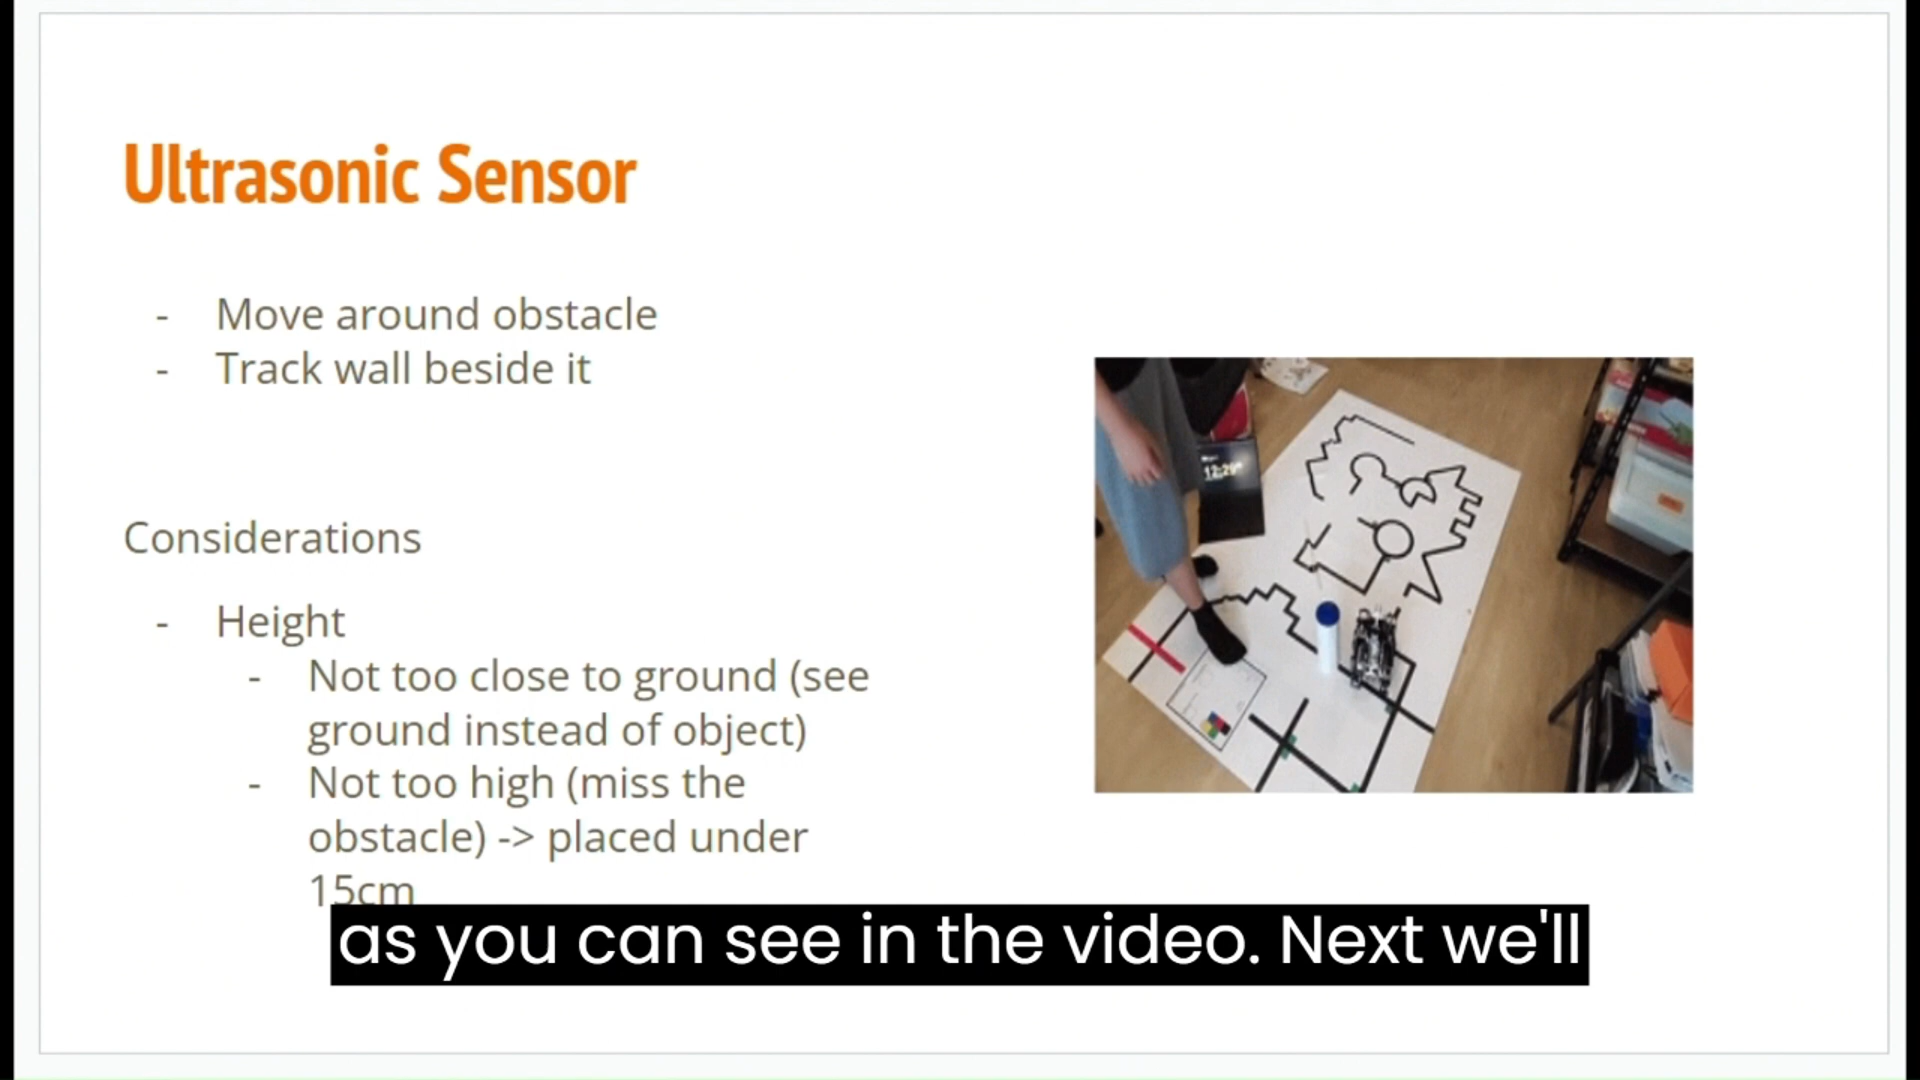 Ultrasonic Sensor
- Move around obstacle
- Track wall beside it
Considerations
- Height
- Not too close to ground (see
ground instead of object)
- Not too high (miss the
obstacle) -> placed under
15cm
as you can see in the video. Next we'll
12:29